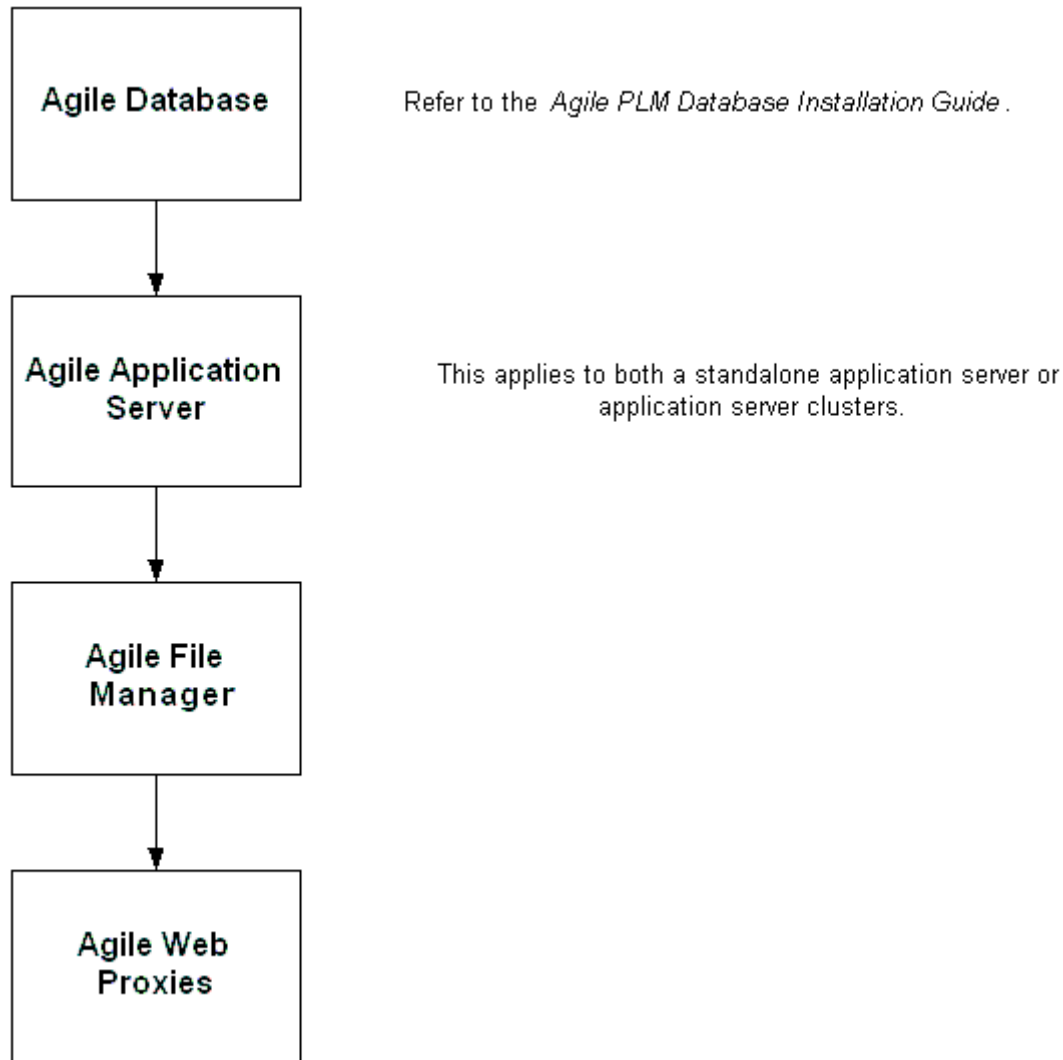 Agile Database
Refer to the Agile PLM Database Installation Guide.
Agile Application
Server
This applies to both a standalone application server or
application server clusters.
Agile File
Manager
Agile Web
Proxies